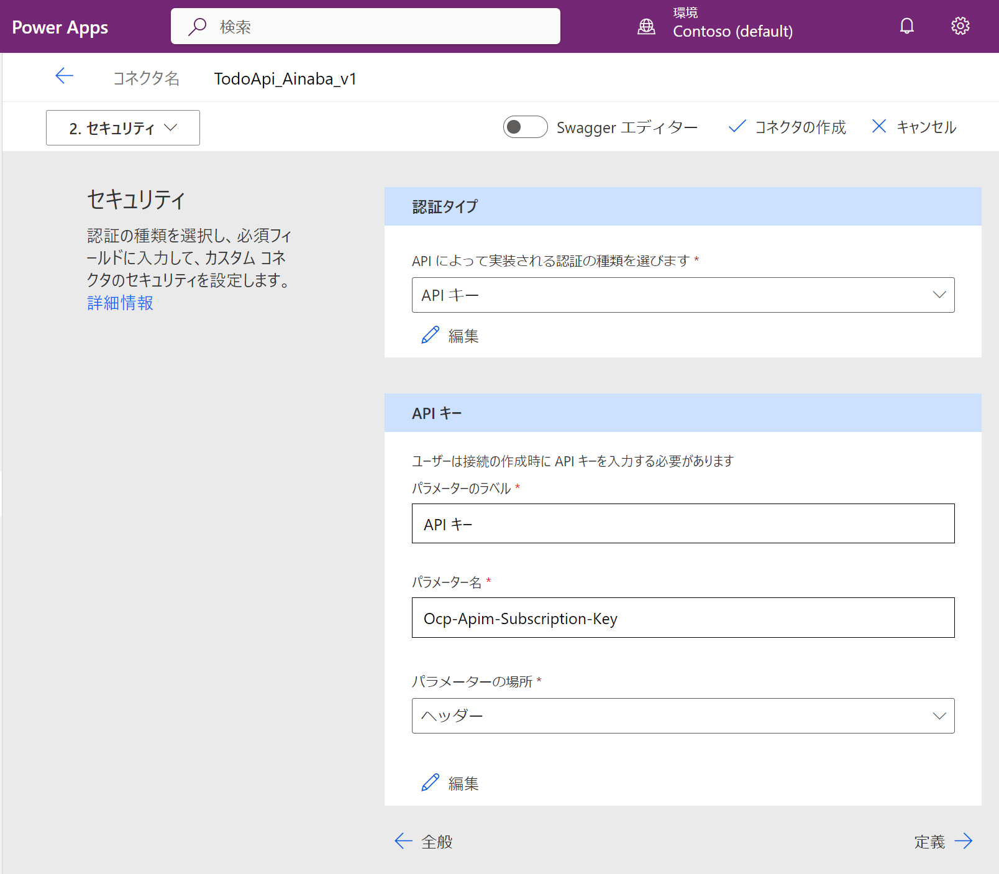 Power Apps
検索
環境
Contoso (default)
コネクタ名
TodoApi_Ainaba_v1
2. セキュリティ
Swagger エディター
コネクタの作成
キャンセル
セキュリティ
認証の種類を選択し、必須フィ
ールドに入力して、カスタム コネ
クタのセキュリティを設定します。
詳細情報
認証タイプ
API によって実装される認証の種類を選びます *
API キー
編集
API キー
ユーザーは接続の作成時に API キーを入力する必要があります
パラメーターのラベル *
API キー
パラメーター名 *
Ocp-Apim-Subscription-Key
パラメーターの場所 *
ヘッダー
編集
全般
定義